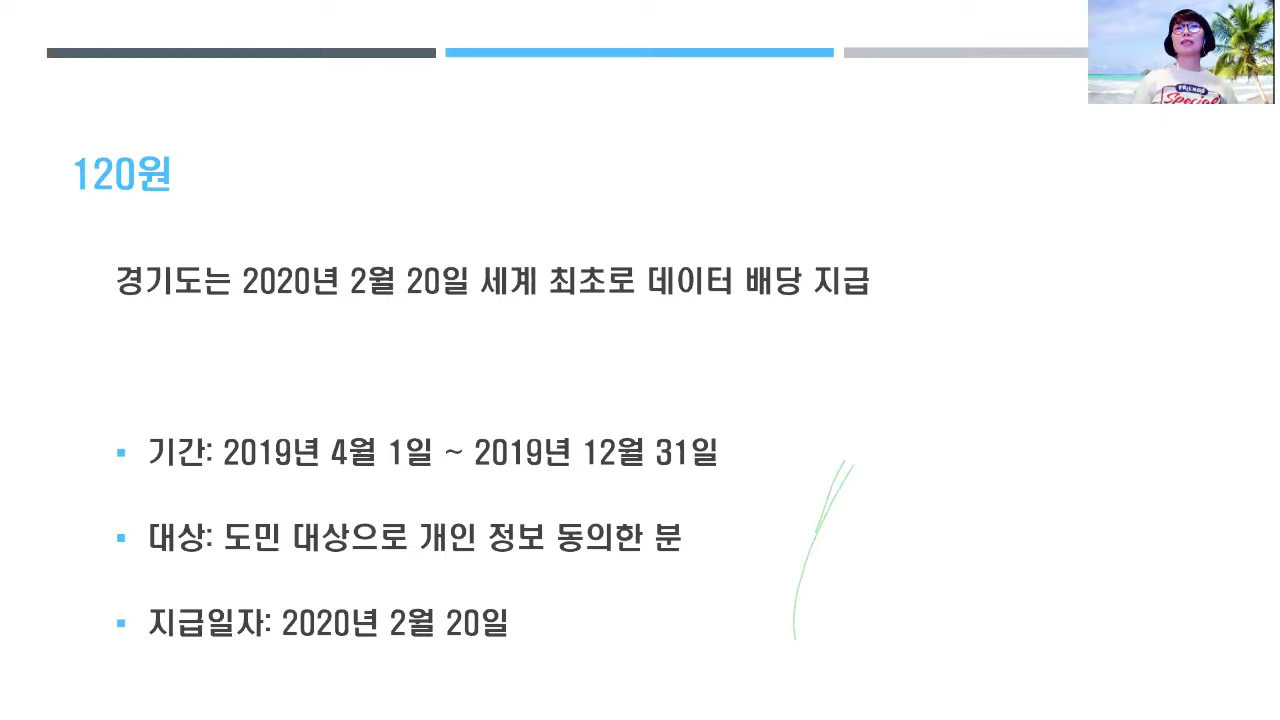 FRIENDS
Special
120원
경기도는 2020년 2월 20일 세계 최초로 데이터 배당 지급
▪ 기간: 2019년 4월 1일 ~ 2019년 12월 31일
▪ 대상: 도민 대상으로 개인 정보 동의한 분
▪ 지급일자: 2020년 2월 20일